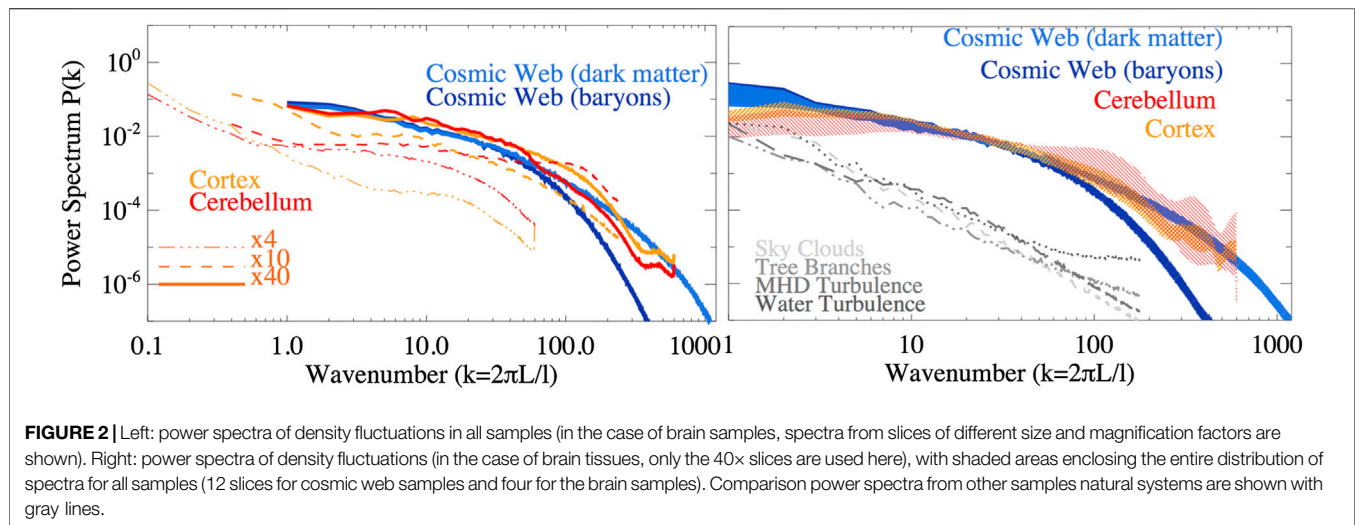 Power Spectrum P(k)
10⁰
10⁻²
10⁻⁴
10⁻⁶
Cosmic Web (dark matter)
Cosmic Web (baryons)
Cortex
Cerebellum
x4
x10
x40
0.1
1.0
10.0
100.0
1000.0
Wavenumber (k=2πL/l)
Cosmic Web (dark matter)
Cosmic Web (baryons)
Cerebellum
Cortex
Sky Clouds
Tree Branches
MHD Turbulence
Water Turbulence
1
10
100
1000
Wavenumber (k=2πL/l)
FIGURE 2 | Left: power spectra of density fluctuations in all samples (in the case of brain samples, spectra from slices of different size and magnification factors are
shown). Right: power spectra of density fluctuations (in the case of brain tissues, only the 40× slices are used here), with shaded areas enclosing the entire distribution of
spectra for all samples (12 slices for cosmic web samples and four for the brain samples). Comparison power spectra from other samples natural systems are shown with
gray lines.